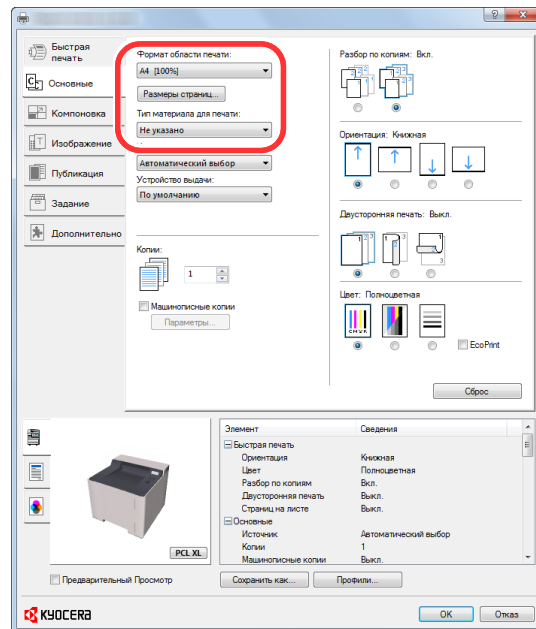 Быстрая
печать
Основные
Компоновка
Изображение
Публикация
Задание
Дополнительно
Формат области печати:
A4 [100%]
Размеры страниц...
Тип материала для печати:
Не указано
Автоматический выбор
Устройство выдачи:
По умолчанию
Копии:
1
Машинописные копии
Параметры...
Разбор по копиям: Вкл.
Ориентация: Книжная
Двусторонняя печать: Выкл.
Цвет: Полноцветная
CMYK
EcoPrint
Сброс
Элемент Сведения
Быстрая печать
Ориентация Книжная
Цвет Полноцветная
Разбор по копиям Вкл.
Двусторонняя печать Выкл.
Страниц на листе Выкл.
Основные
Источник Автоматический выбор
Копии 1
Машинописные копии Выкл.
PCL XL
Предварительный Просмотр
Сохранить как...
Профили...
KYOCERA
OK
Отказ